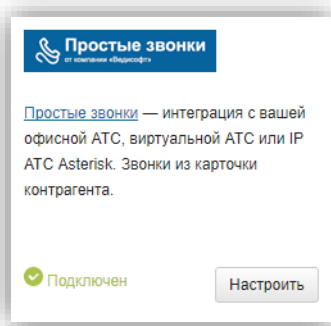 Простые звонки
от компании «Ведисофт»
Простые звонки — интеграция с вашей
офисной АТС, виртуальной АТС или IP
АТС Asterisk. Звонки из карточки
контрагента.
Подключен
Настроить